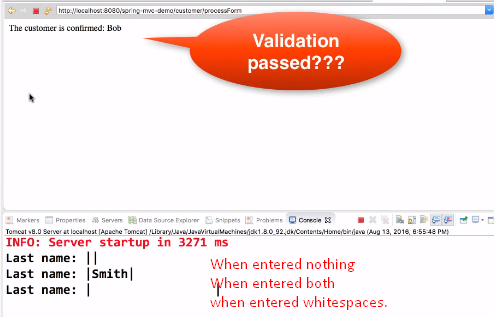 http://localhost:8080/spring-mvc-demo/customer/processForm
The customer is confirmed: Bob
Validation
passed???
Markers Properties Servers Data Source Explorer Snippets Problems Console
Tomcat v8.0 Server at localhost [Apache Tomcat] /Library/Java/JavaVirtualMachines/jdk1.8.0_92.jdk/Contents/Home/bin/java (Aug 13, 2016, 6:55:48 PM)
INFO: Server startup in 3271 ms
Last name: ||
Last name: |Smith|
Last name: | |
When entered nothing
When entered both
when entered whitespaces.